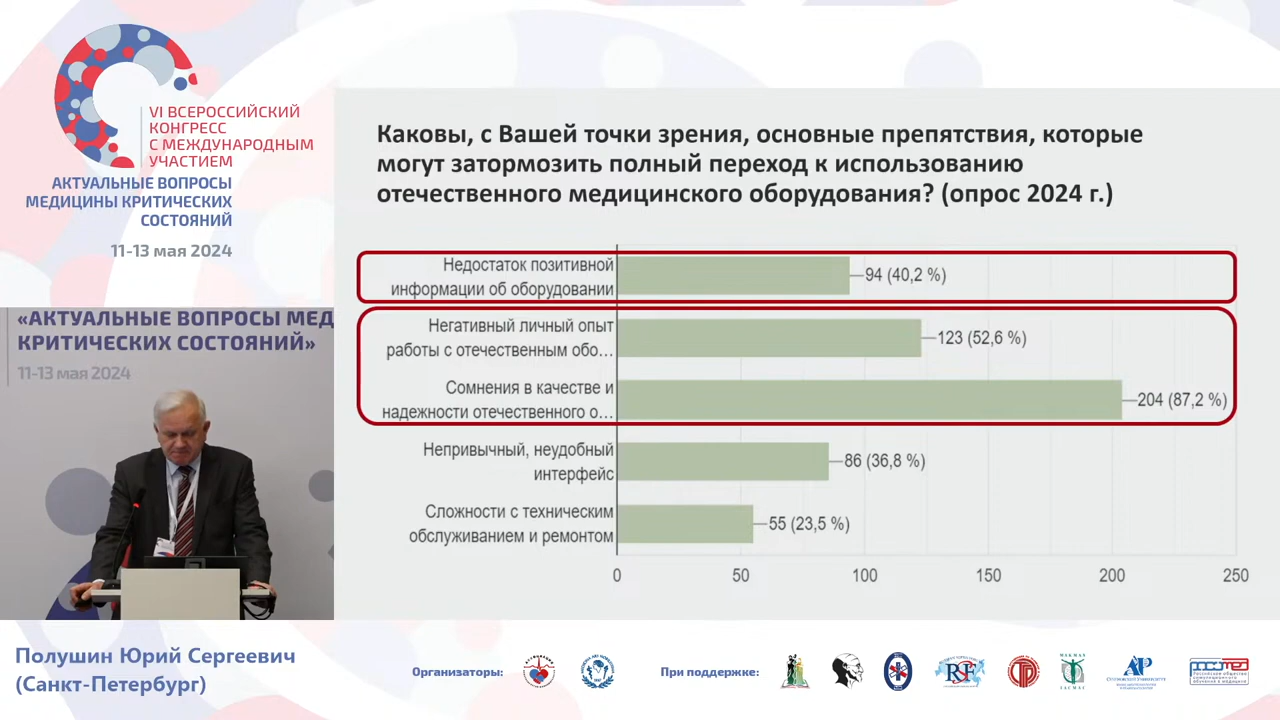 VI ВСЕРОССИЙСКИЙ
КОНГРЕСС
С МЕЖДУНАРОДНЫМ
УЧАСТИЕМ
АКТУАЛЬНЫЕ ВОПРОСЫ
МЕДИЦИНЫ КРИТИЧЕСКИХ
СОСТОЯНИЙ
11-13 мая 2024
«АКТУАЛЬНЫЕ ВОПРОСЫ МЕД
КРИТИЧЕСКИХ СОСТОЯНИЙ»
11-13 мая 2024
Каковы, с Вашей точки зрения, основные препятствия, которые
могут затормозить полный переход к использованию
отечественного медицинского оборудования? (опрос 2024 г.)
Недостаток позитивной
информации об оборудовании
94 (40,2 %)
Негативный личный опыт
работы с отечественным обо...
123 (52,6 %)
Сомнения в качестве и
надежности отечественного о...
204 (87,2 %)
Непривычный, неудобный
интерфейс
86 (36,8 %)
Сложности с техническим
обслуживанием и ремонтом
55 (23,5 %)
0 50 100 150 200 250
Полушин Юрий Сергеевич
(Санкт-Петербург)
Организаторы:
При поддержке: